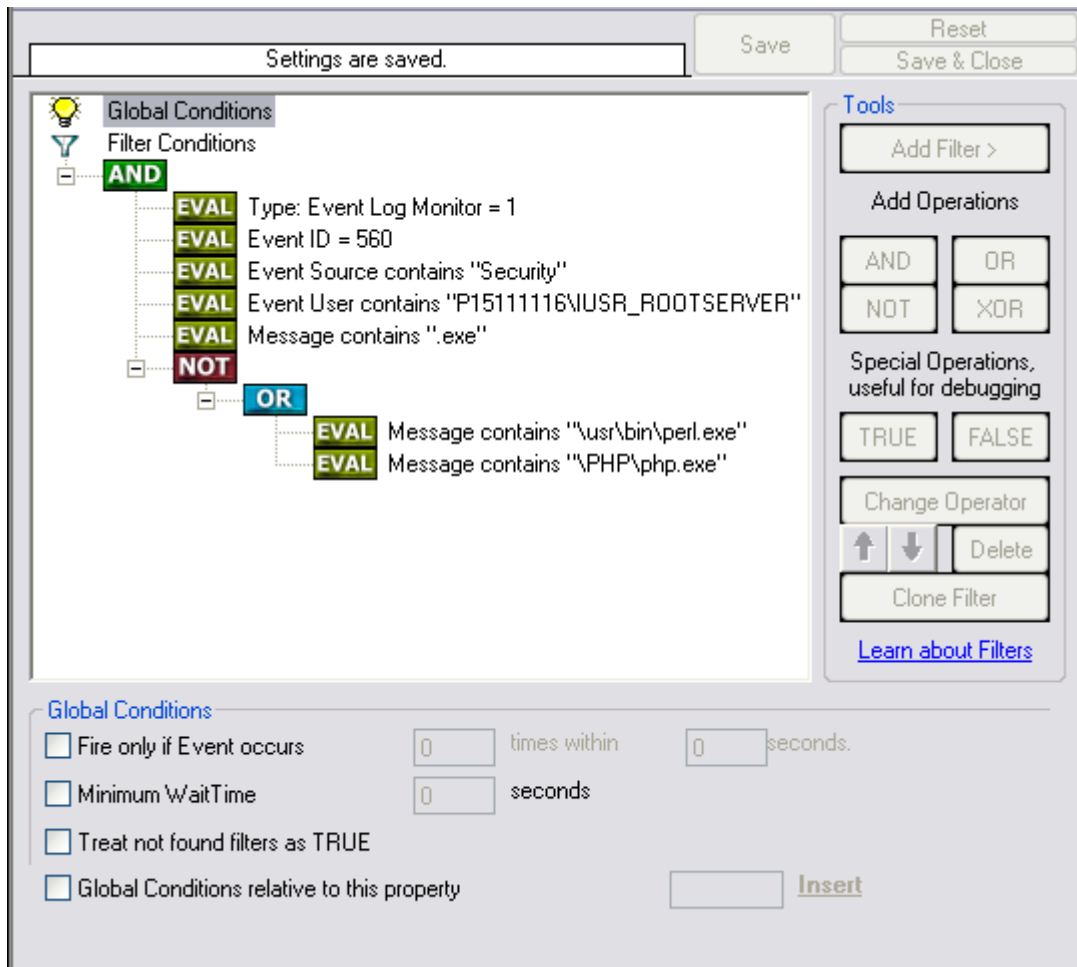 Settings are saved.
Save
Reset
Save & Close
Global Conditions
Filter Conditions
AND
EVAL Type: Event Log Monitor = 1
EVAL Event ID = 560
EVAL Event Source contains "Security"
EVAL Event User contains "P15111116\IUSR_ROOTSERVER"
EVAL Message contains ".exe"
NOT
OR
EVAL Message contains "\usr\bin\perl.exe"
EVAL Message contains "\PHP\php.exe"
Tools
Add Filter >
Add Operations
AND OR
NOT XOR
Special Operations,
useful for debugging
TRUE FALSE
Change Operator
Delete
Clone Filter
Learn about Filters
Global Conditions
Fire only if Event occurs 0 times within 0 seconds.
Minimum WaitTime 0 seconds
Treat not found filters as TRUE
Global Conditions relative to this property Insert